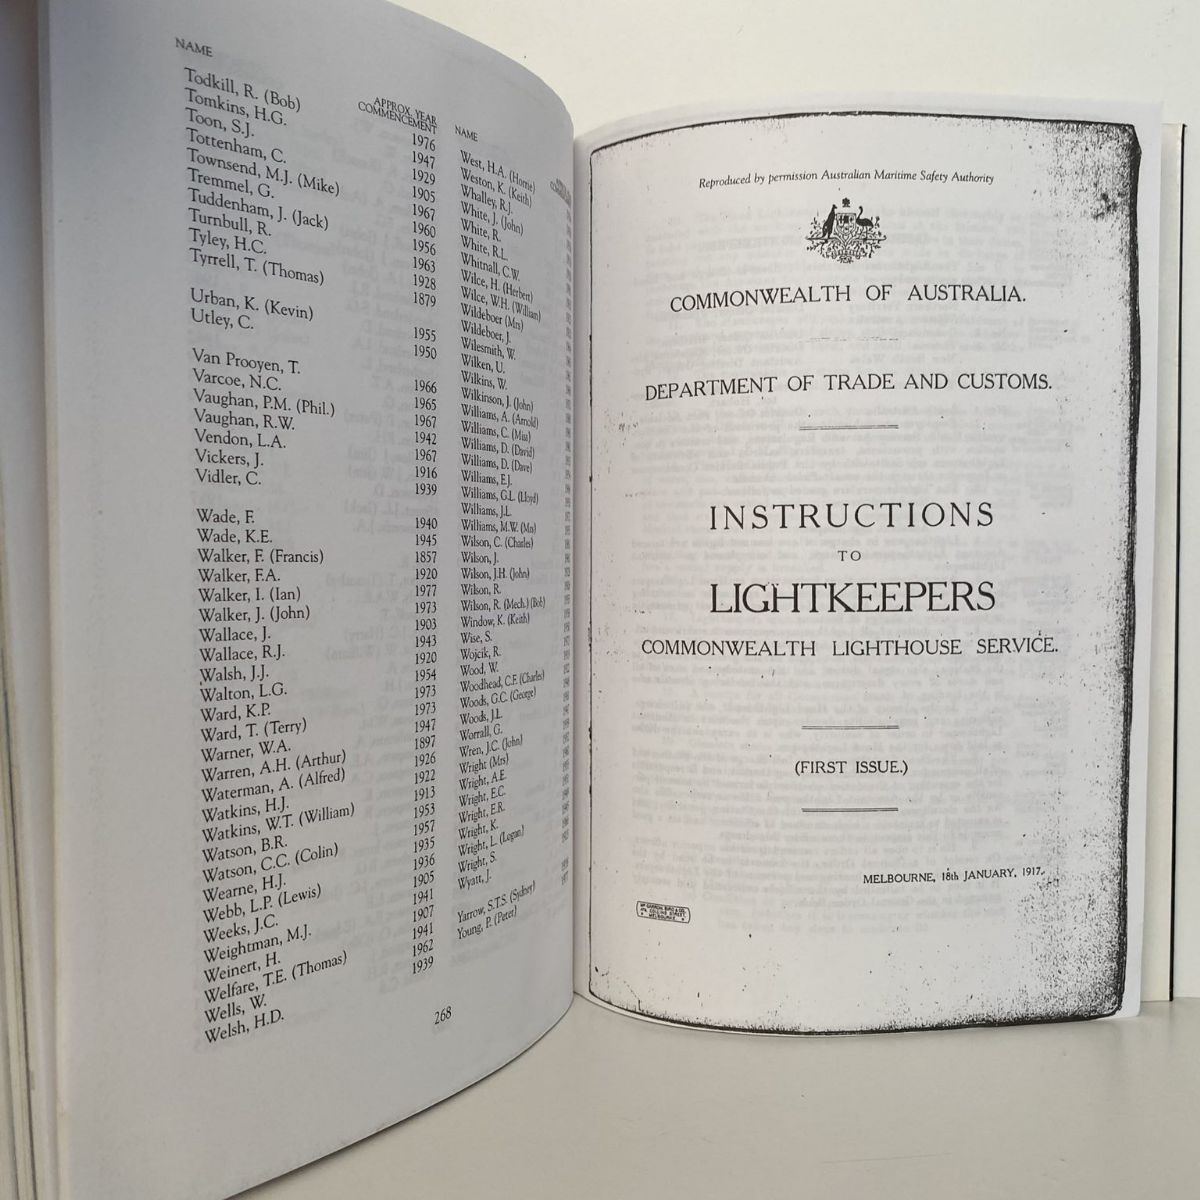 NAME APPROX. YEAR COMMENCEMENT
Todkill, R. (Bob) 1976
Tomkins, H.G. 1947
Toon, S.J. 1929
Tottenham, C. 1905
Townsend, M.J. (Mike) 1967
Tremmel, G. 1960
Tuddenham, J. (Jack) 1956
Turnbull, R. 1963
Tyley, H.C. 1928
Tyrrell, T. (Thomas) 1879
Urban, K. (Kevin) 1955
Utley, C. 1950
Van Prooyen, T. 1966
Varcoe, N.C. 1965
Vaughan, P.M. (Phil.) 1967
Vaughan, R.W. 1942
Vendon, L.A. 1967
Vickers, J. 1916
Vidler, C. 1939
Wade, F. 1940
Wade, K.E. 1945
Walker, F. (Francis) 1857
Walker, F.A. 1920
Walker, I. (Ian) 1977
Walker, J. (John) 1973
Wallace, J. 1903
Wallace, R.J. 1943
Walsh, J.J. 1920
Walton, L.G. 1954
Ward, K.P. 1973
Ward, T. (Terry) 1973
Warner, W.A. 1947
Warren, A.H. (Arthur) 1897
Waterman, A. (Alfred) 1926
Watkins, H.J. 1922
Watkins, W.T. (William) 1913
Watson, B.R. 1953
Watson, C.C. (Colin) 1957
Wearne, H.J. 1935
Webb, L.P. (Lewis) 1936
Weeks, J.C. 1905
Weightman, M.J. 1941
Weinert, H. 1907
Welfare, T.E. (Thomas) 1941
Wells, W. 1962
Welsh, H.D. 1939
NAME
West, H.A. (Horrie)
Weston, K. (Keith)
Whalley, R.J.
White, J. (John)
White, R.
White, R.L.
Whitnall, C.W.
Wilce, H. (Herbert)
Wilce, W.H. (William)
Wildeboer (Mrs)
Wildeboer, J.
Wilesmith, W.
Wilken, U.
Wilkins, W.
Wilkinson, J. (John)
Williams, A. (Arnold)
Williams, C. (Miss)
Williams, D. (David)
Williams, D. (Dave)
Williams, E.J.
Williams, G.L. (Lloyd)
Williams, J.L.
Williams, M.W. (Mrs)
Wilson, C. (Charles)
Wilson, J.
Wilson, J.H. (John)
Wilson, R.
Wilson, R. (Mech.) (Bob)
Window, K. (Keith)
Wise, S.
Wojcik, R.
Wood, W.
Woodhead, C.F. (Charles)
Woods, G.C. (George)
Woods, J.L.
Worrall, G.
Wren, J.C. (John)
Wright (Mrs)
Wright, A.E.
Wright, E.C.
Wright, E.R.
Wright, K.
Wright, L. (Logan)
Wright, S.
Wyatt, J.
Yarrow, S.T.S. (Sydney)
Young, P. (Peter)
268
Reproduced by permission Australian Maritime Safety Authority
COMMONWEALTH OF AUSTRALIA.
DEPARTMENT OF TRADE AND CUSTOMS.
INSTRUCTIONS
TO
LIGHTKEEPERS
COMMONWEALTH LIGHTHOUSE SERVICE.
(FIRST ISSUE.)
MELBOURNE, 18th JANUARY, 1917.
COLLINS STREET,
MELBOURNE